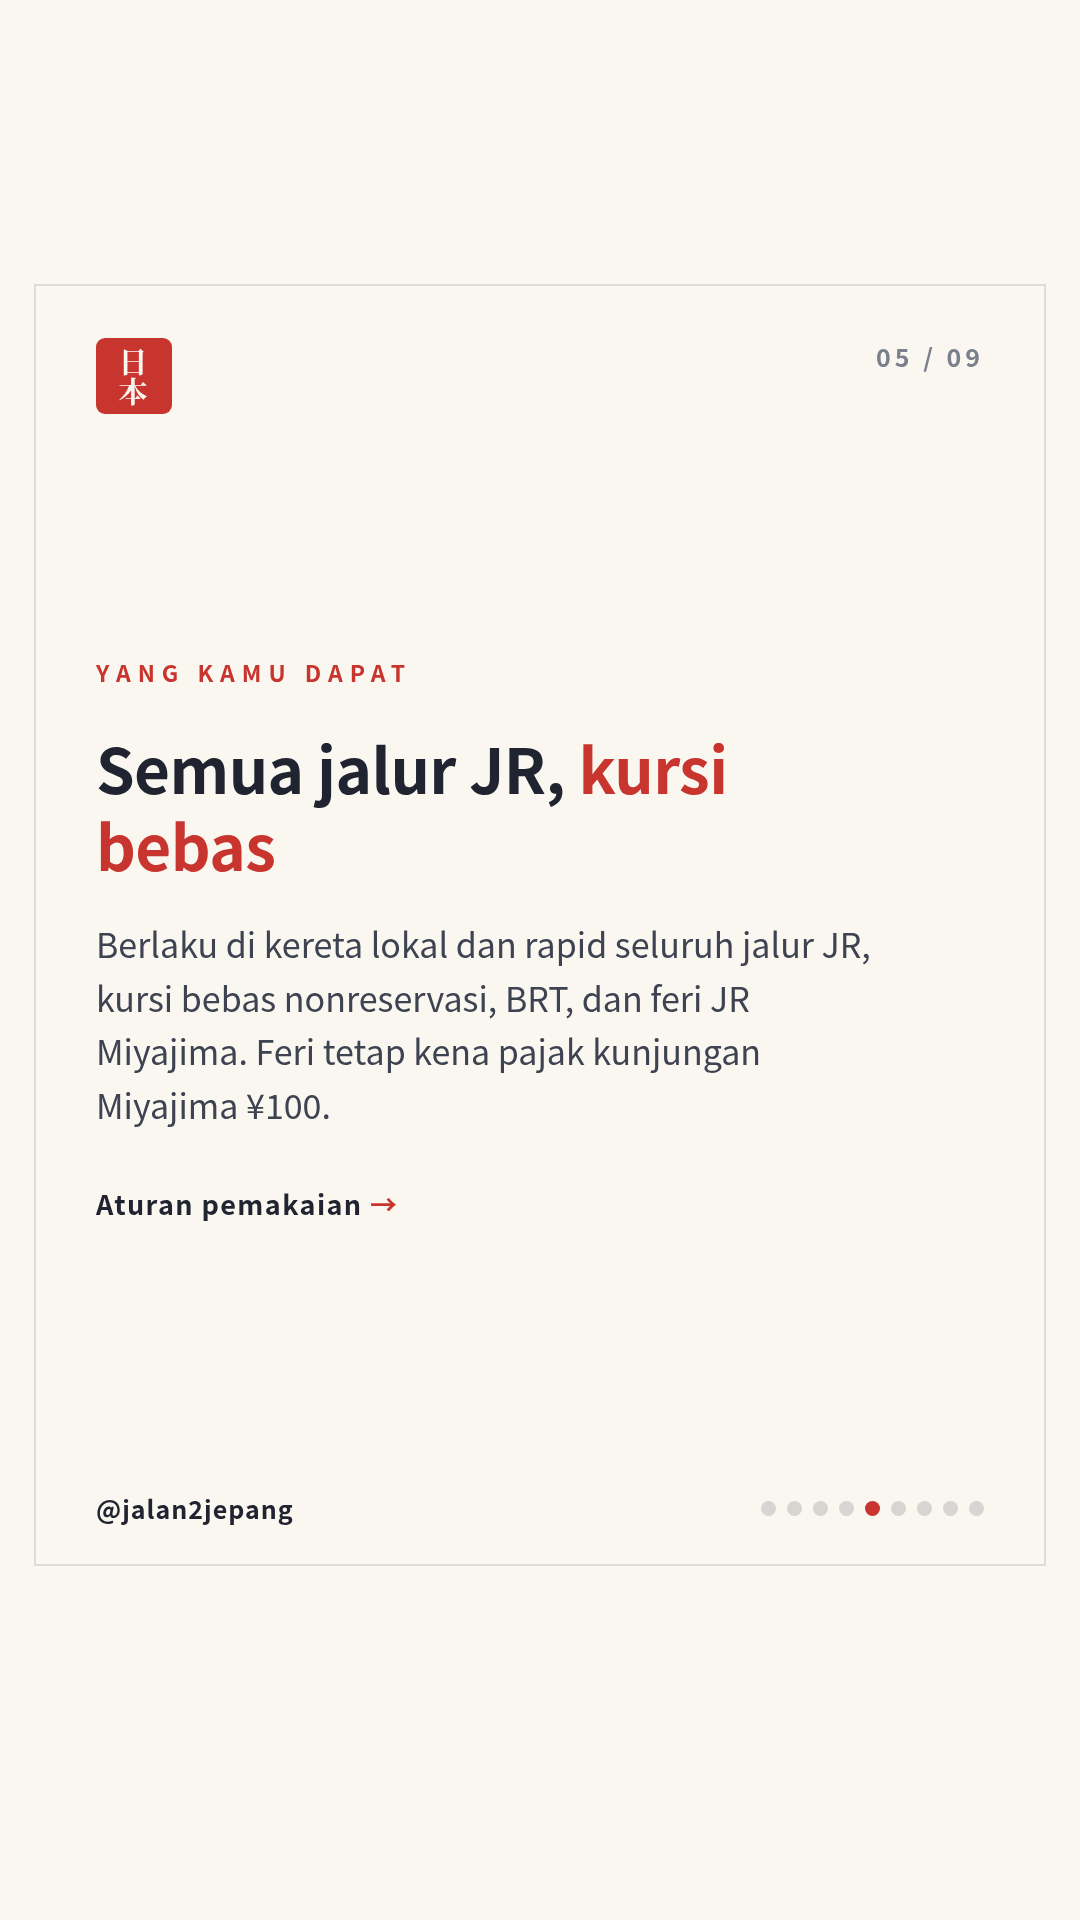 日
本
05 / 09
YANG KAMU DAPAT
Semua jalur JR, kursi
bebas
Berlaku di kereta lokal dan rapid seluruh jalur JR,
kursi bebas nonreservasi, BRT, dan feri JR
Miyajima. Feri tetap kena pajak kunjungan
Miyajima ¥100.
Aturan pemakaian →
@jalan2jepang